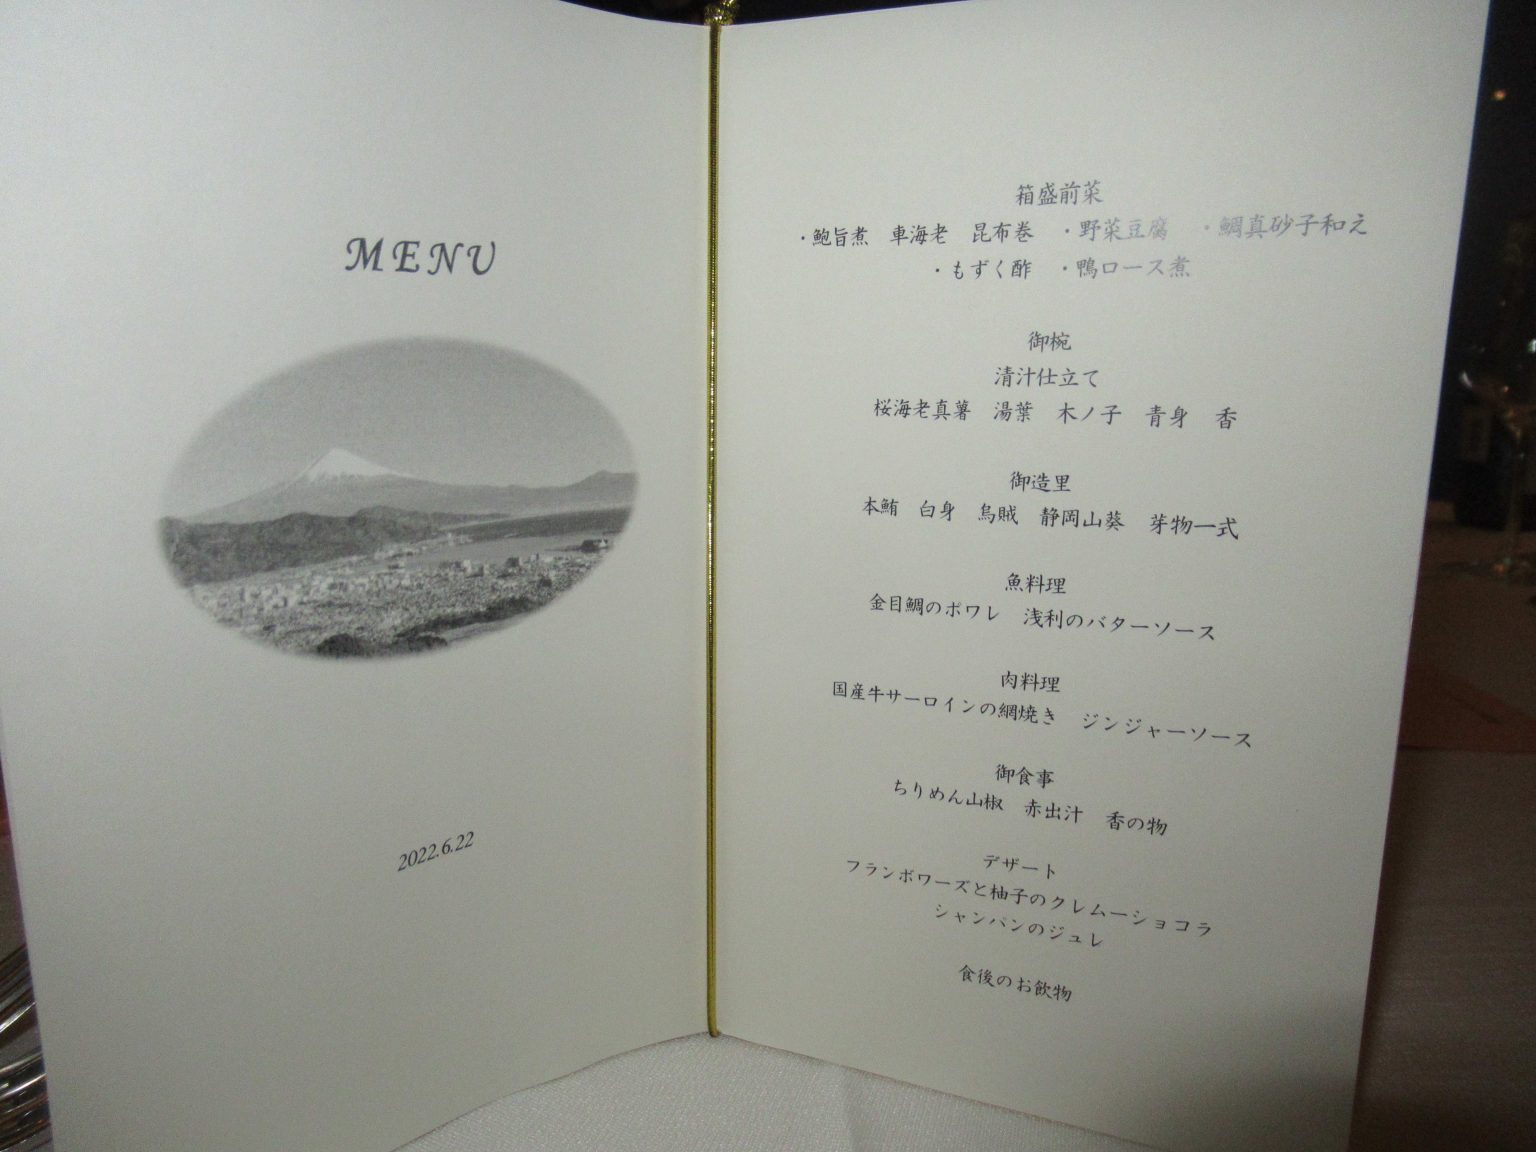 MENU
2022.6.22
箱盛前菜
・鮑旨煮　車海老　昆布巻　・野菜豆腐　・鯛真砂子和え
・もずく酢　・鴨ロース煮
御椀
清汁仕立て
桜海老真薯　湯葉　木ノ子　青身　香
御造里
本鮪　白身　烏賊　静岡山葵　芽物一式
魚料理
金目鯛のポワレ　浅利のバターソース
肉料理
国産牛サーロインの網焼き　ジンジャーソース
御食事
ちりめん山椒　赤出汁　香の物
デザート
フランボワーズと柚子のクレムーショコラ
シャンパンのジュレ
食後のお飲物